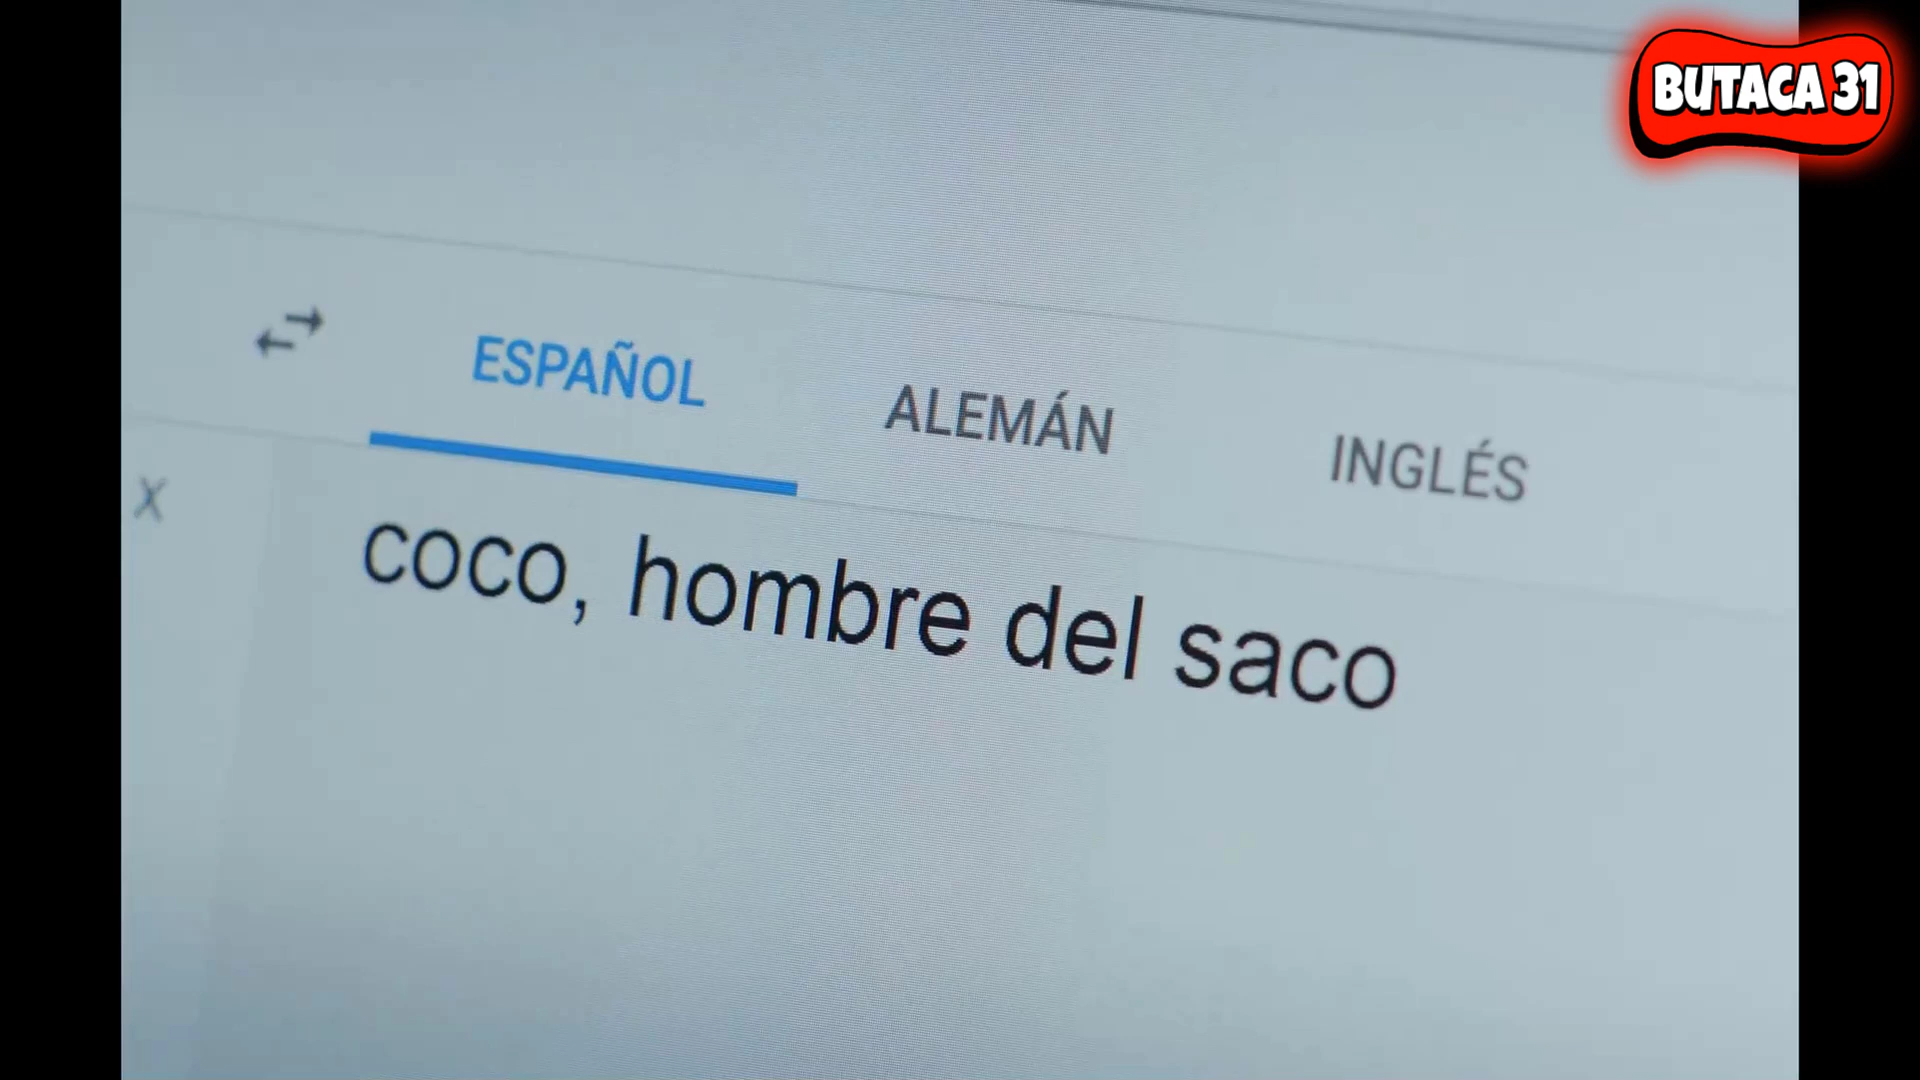 BUTACA 31
ESPAÑOL ALEMÁN INGLÉS
X
coco, hombre del saco